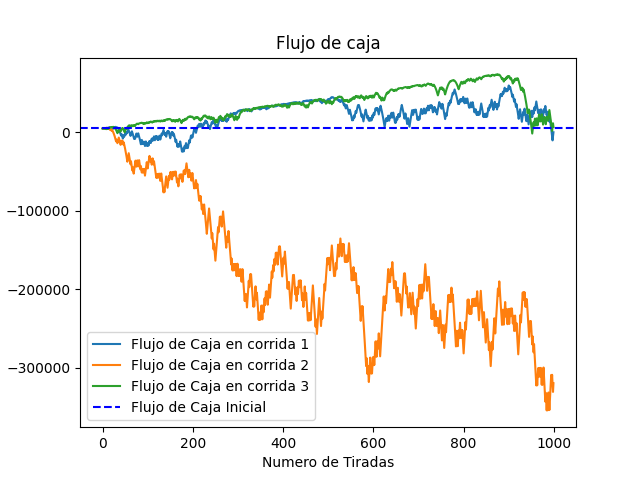 Flujo de caja
0
−100000
−200000
−300000
Flujo de Caja en corrida 1
Flujo de Caja en corrida 2
Flujo de Caja en corrida 3
Flujo de Caja Inicial
0 200 400 600 800 1000
Numero de Tiradas